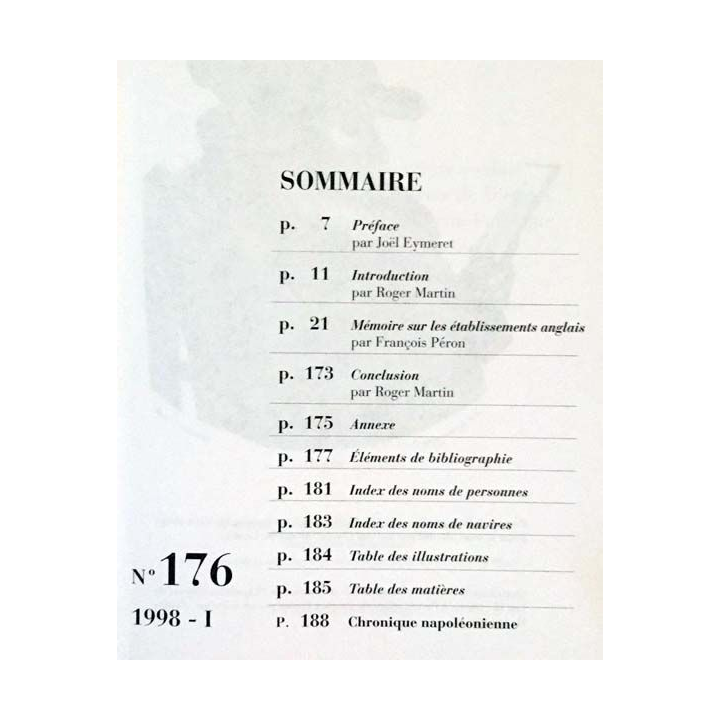 SOMMAIRE
p. 7 Préface
par Joël Eymeret
p. 11 Introduction
par Roger Martin
p. 21 Mémoire sur les établissements anglais
par François Péron
p. 173 Conclusion
par Roger Martin
p. 175 Annexe
p. 177 Éléments de bibliographie
p. 181 Index des noms de personnes
p. 183 Index des noms de navires
p. 184 Table des illustrations
p. 185 Table des matières
P. 188 Chronique napoléonienne
N° 176
1998 - I